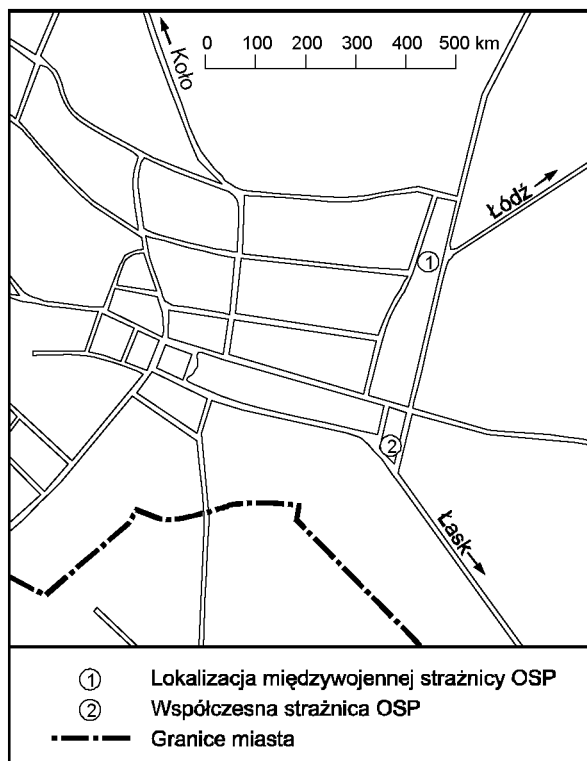 Koło
0 100 200 300 400 500 km
Łódź
1
2
Łask
1 Lokalizacja międzywojennej strażnicy OSP
2 Współczesna strażnica OSP
Granice miasta